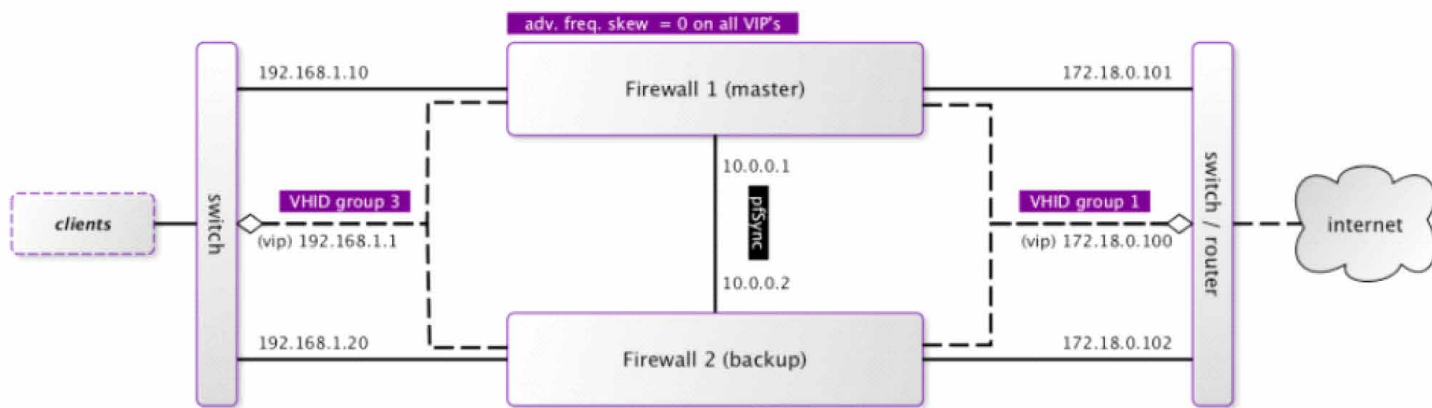 adv. freq. skew = 0 on all VIP's
192.168.1.10
Firewall 1 (master)
172.18.0.101
10.0.0.1
switch
switch / router
VHID group 3
pfSync
VHID group 1
clients
internet
(vip) 192.168.1.1
(vip) 172.18.0.100
10.0.0.2
192.168.1.20
Firewall 2 (backup)
172.18.0.102